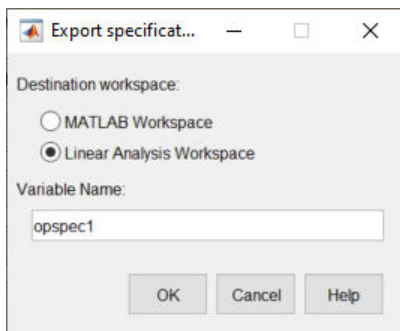 Export specificat...
Destination workspace:
MATLAB Workspace
Linear Analysis Workspace
Variable Name:
opspec1
OK Cancel Help